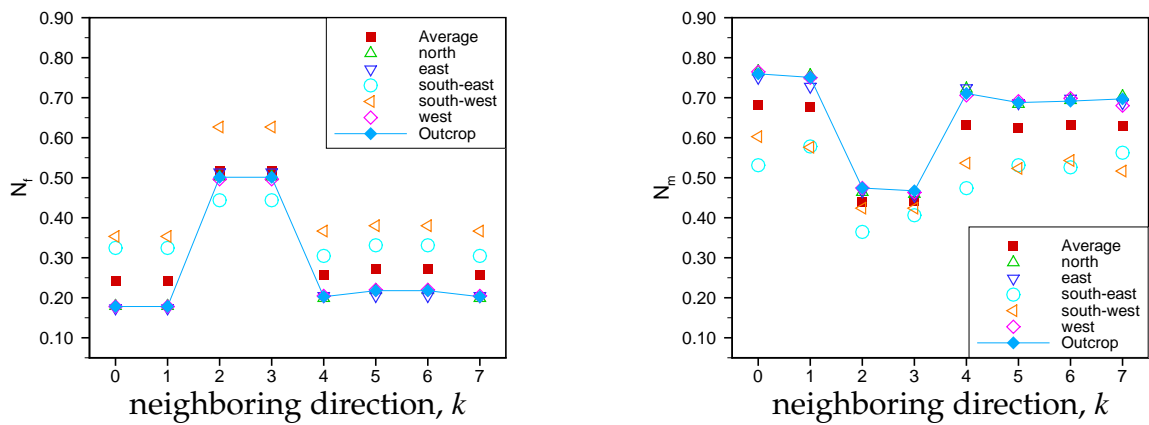 0.90
0.80
0.70
0.60
0.50
0.40
0.30
0.20
0.10
N_f
0 1 2 3 4 5 6 7
neighboring direction, k
Average
north
east
south-east
south-west
west
Outcrop
0.90
0.80
0.70
0.60
0.50
0.40
0.30
0.20
0.10
N_m
0 1 2 3 4 5 6 7
neighboring direction, k
Average
north
east
south-east
south-west
west
Outcrop